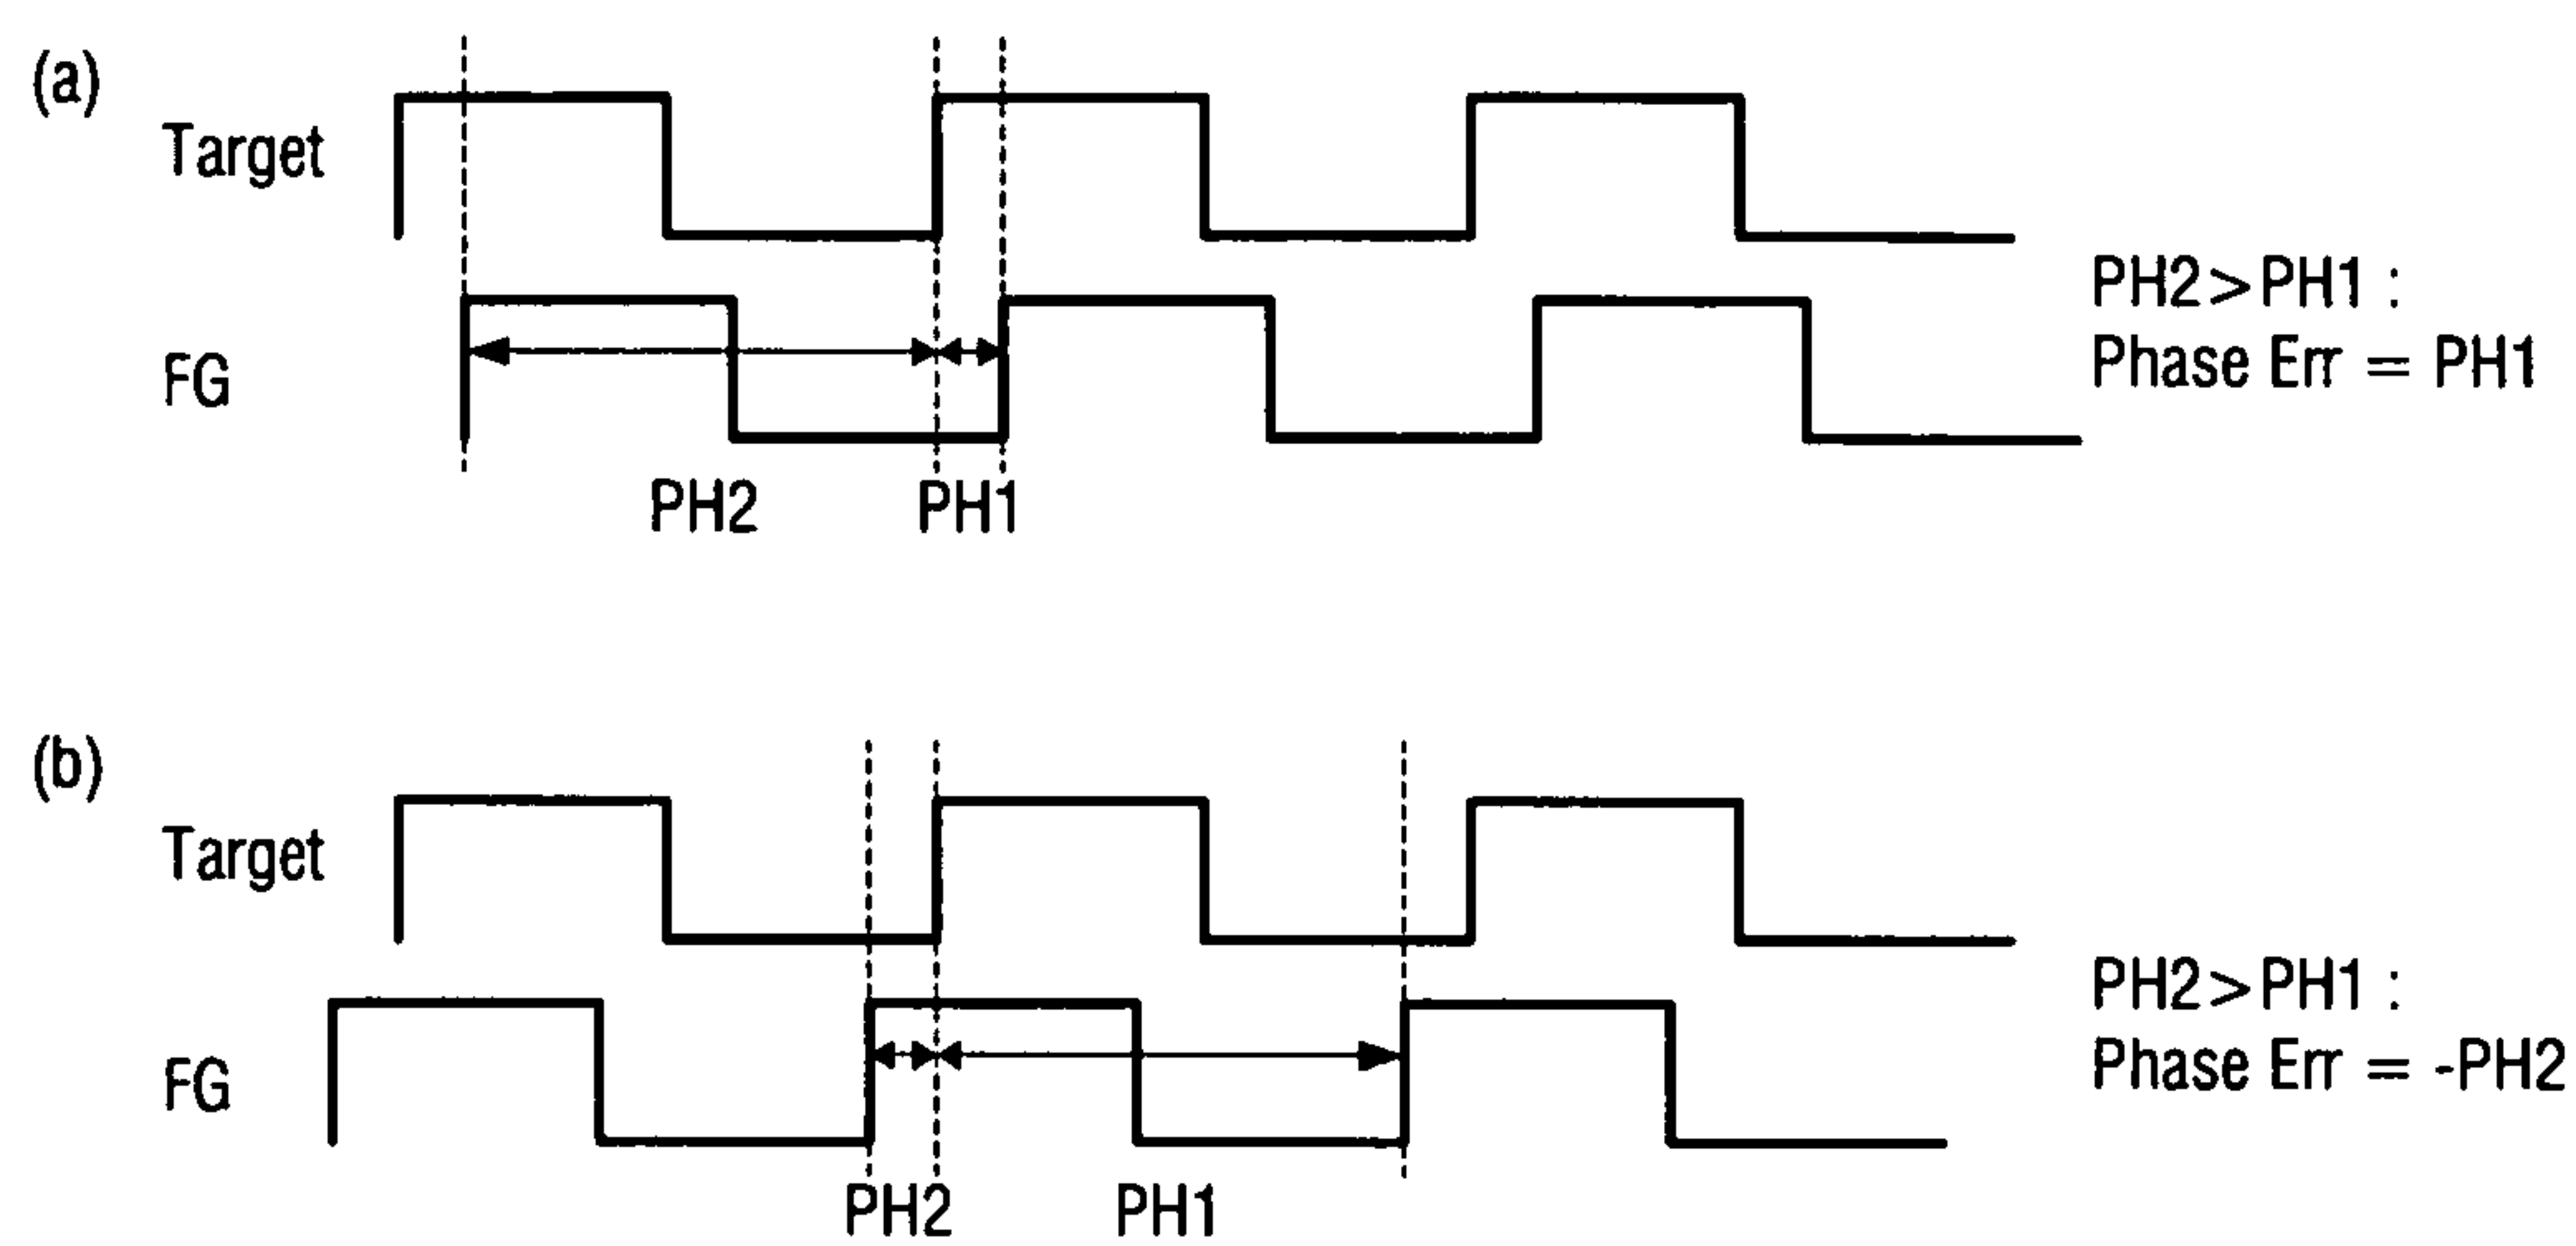 (a)
Target
FG
PH2
PH1
PH2>PH1 :
Phase Err = PH1
(b)
Target
FG
PH2
PH1
PH2>PH1 :
Phase Err = -PH2